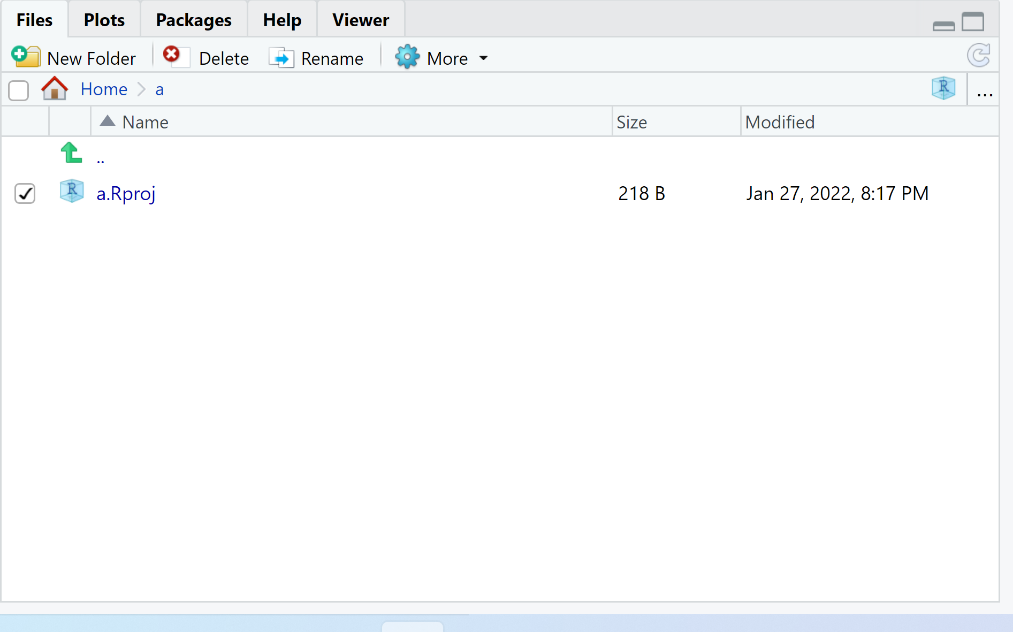 Files Plots Packages Help Viewer
New Folder Delete Rename More
Home a R ...
Name Size Modified
..
R a.Rproj 218 B Jan 27, 2022, 8:17 PM